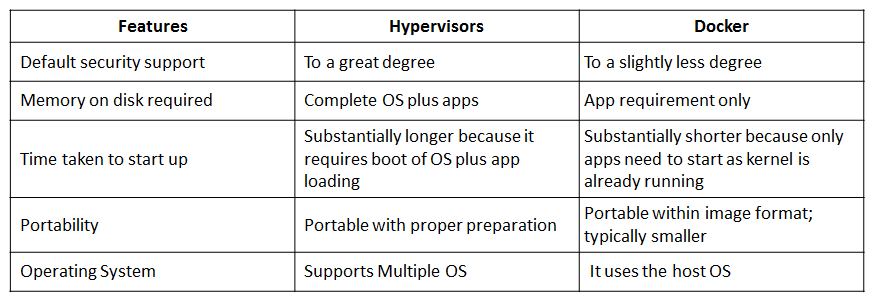 Features Hypervisors Docker
Default security support To a great degree To a slightly less degree
Memory on disk required Complete OS plus apps App requirement only
Time taken to start up
Substantially longer because it
requires boot of OS plus app
loading
Substantially shorter because only
apps need to start as kernel is
already running
Portability Portable with proper preparation
Portable within image format;
typically smaller
Operating System Supports Multiple OS It uses the host OS